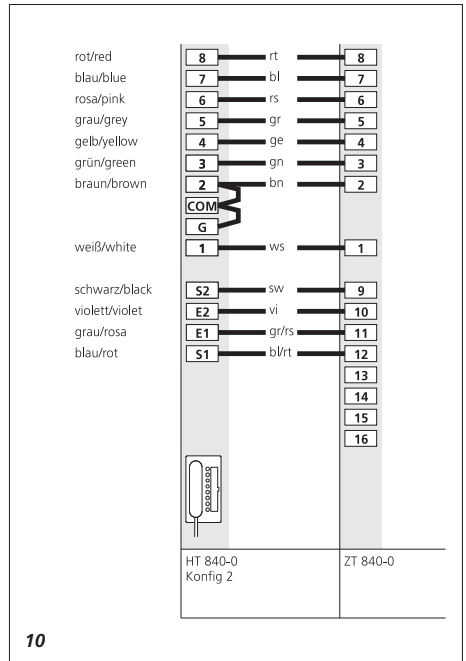 rot/red 8 rt 8
blau/blue 7 bl 7
rosa/pink 6 rs 6
grau/grey 5 gr 5
gelb/yellow 4 ge 4
grün/green 3 gn 3
braun/brown 2 bn 2
COM
G
weiß/white 1 ws 1
schwarz/black S2 sw 9
violett/violet E2 vi 10
grau/rosa E1 gr/rs 11
blau/rot S1 bl/rt 12
13
14
15
16
HT 840-0 ZT 840-0
Konfig 2
10